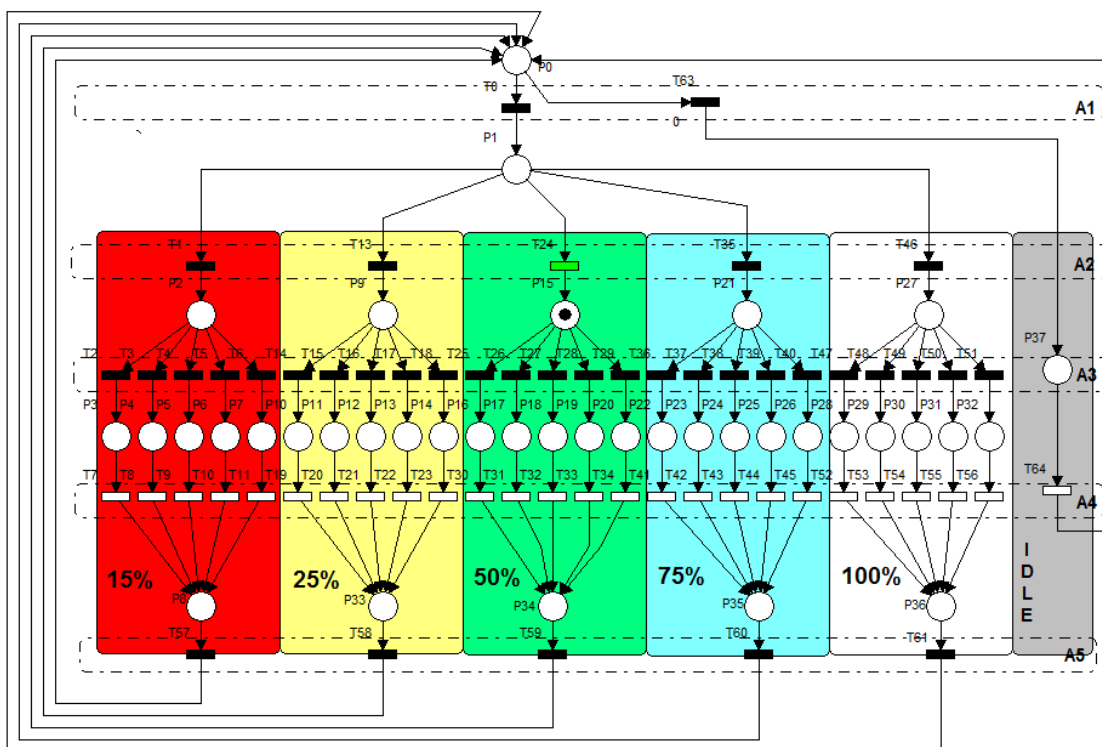 P0
T0
T63
A1
0
P1
T1 T13 T24 T35 T46
A2
P2 P9 P15 P21 P27
P37
T2 T3 T4 T5 T6 T14 T15 T16 T17 T18 T25 T26 T27 T28 T29 T36 T37 T38 T39 T40 T47 T48 T49 T50 T51
A3
P3 P4 P5 P6 P7 P10 P11 P12 P13 P14 P16 P17 P18 P19 P20 P22 P23 P24 P25 P26 P28 P29 P30 P31 P32
T7 T8 T9 T10 T11 T19 T20 T21 T22 T23 T30 T31 T32 T33 T34 T41 T42 T43 T44 T45 T52 T53 T54 T55 T56 T64
A4
15% 25% 50% 75% 100%
IDLE
P8 P33 P34 P35 P36
T57 T58 T59 T60 T61
A5